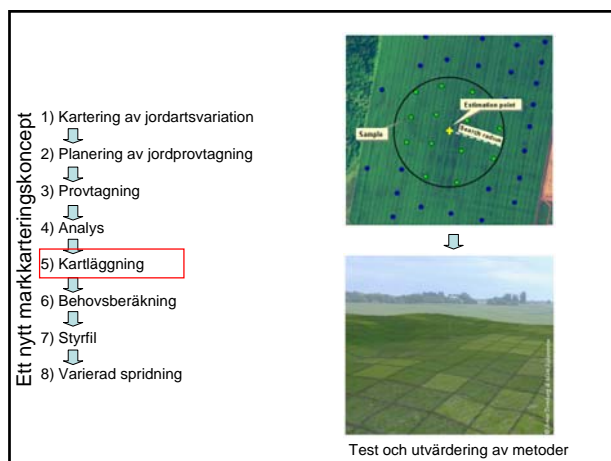 Ett nytt markkarteringskoncept
1) Kartering av jordartsvariation
2) Planering av jordprovtagning
3) Provtagning
4) Analys
5) Kartläggning
6) Behovsberäkning
7) Styrfil
8) Varierad spridning
Estimation point
Sample
Search radius
Test och utvärdering av metoder